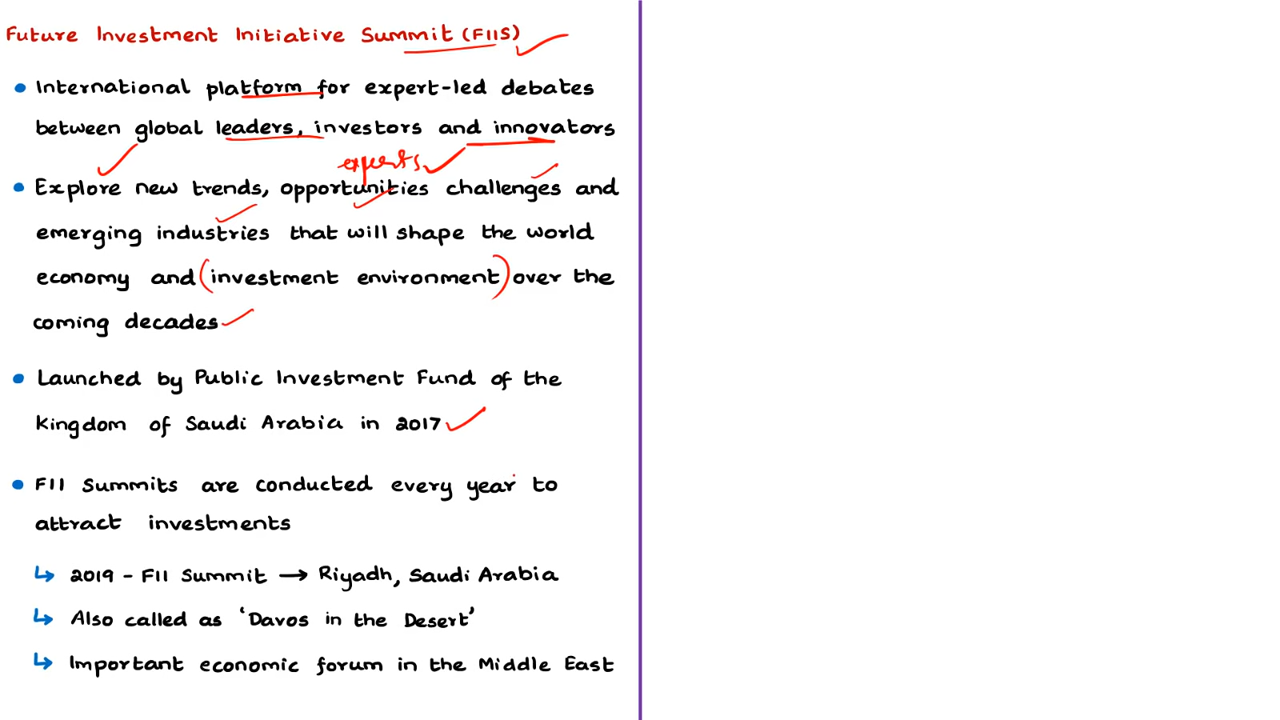 Future Investment Initiative Summit (FIIS)
• International platform for expert-led debates
between global leaders, investors and innovators
experts
• Explore new trends, opportunities challenges and
emerging industries that will shape the world
economy and (investment environment) over the
coming decades
• Launched by Public Investment Fund of the
Kingdom of Saudi Arabia in 2017
• FII Summits are conducted every year to
attract investments
↳ 2019 - FII Summit → Riyadh, Saudi Arabia
↳ Also called as 'Davos in the Desert'
↳ Important economic forum in the Middle East